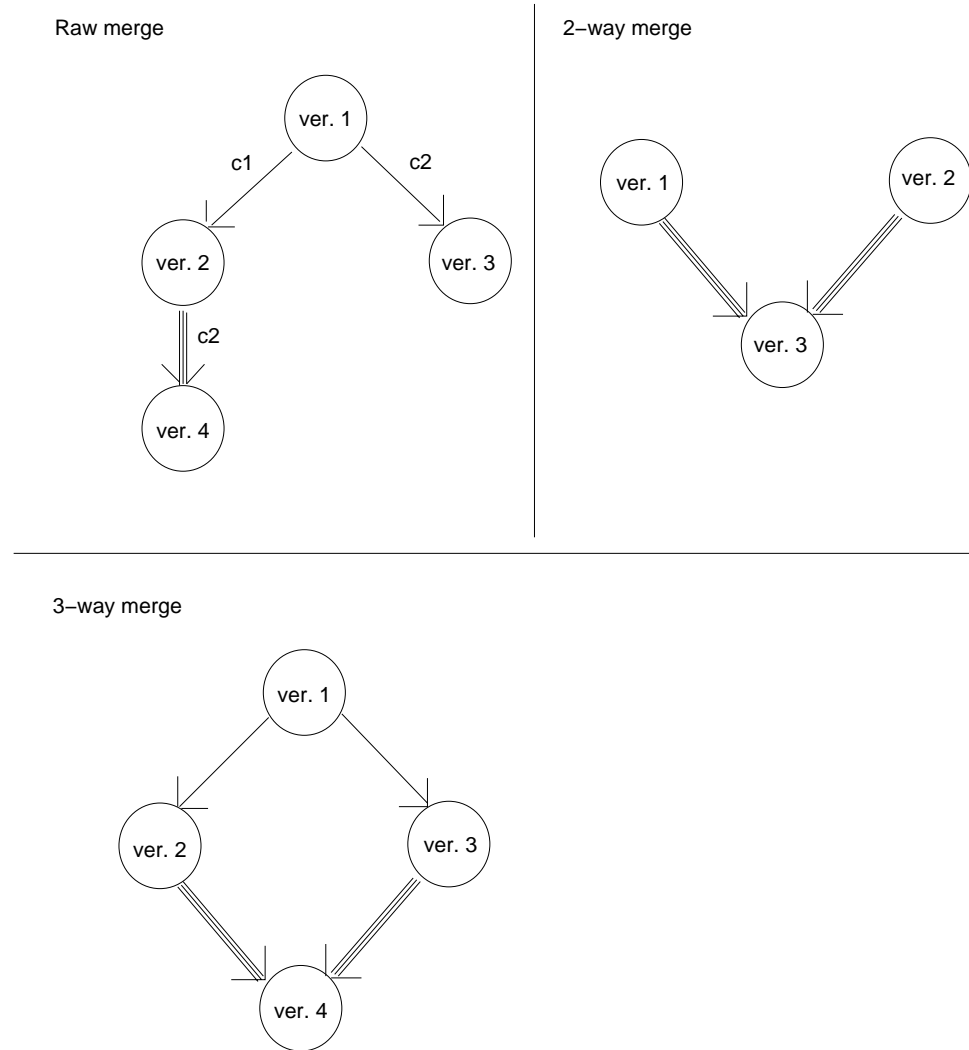 Raw merge
ver. 1
c1
c2
ver. 2
ver. 3
c2
ver. 4
2−way merge
ver. 1
ver. 2
ver. 3
3−way merge
ver. 1
ver. 2
ver. 3
ver. 4